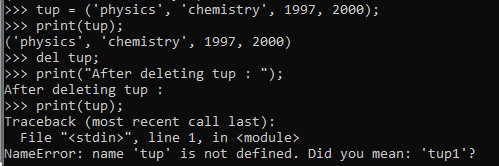 >>> tup = ('physics', 'chemistry', 1997, 2000);
>>> print(tup);
('physics', 'chemistry', 1997, 2000)
>>> del tup;
>>> print("After deleting tup : ");
After deleting tup :
>>> print(tup);
Traceback (most recent call last):
  File "<stdin>", line 1, in <module>
NameError: name 'tup' is not defined. Did you mean: 'tup1'?